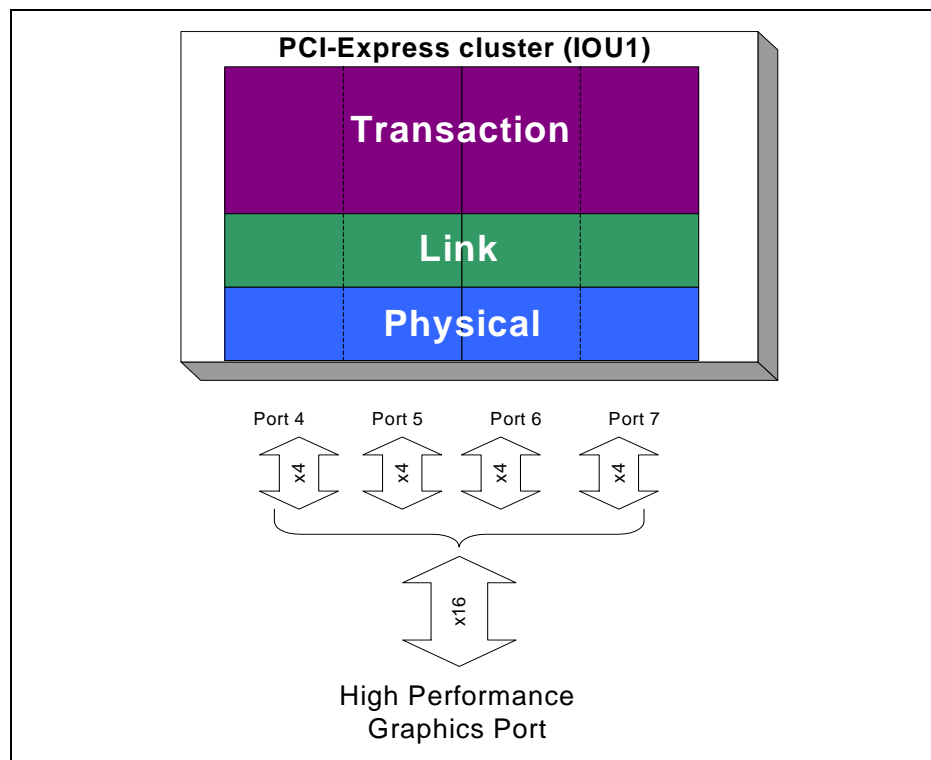 PCI-Express cluster (IOU1)
Transaction
Link
Physical
Port 4 Port 5 Port 6 Port 7
x4 x4 x4 x4
x16
High Performance
Graphics Port